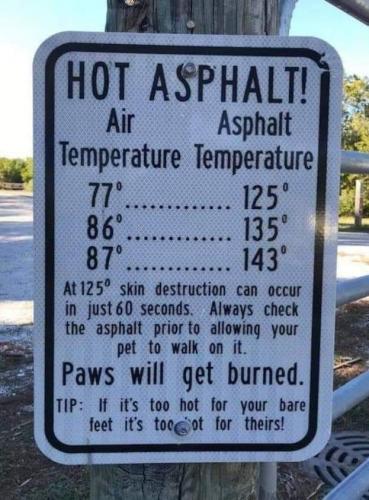 HOT ASPHALT!
Air Asphalt
Temperature Temperature
77° ............. 125°
86° ............. 135°
87° ............. 143°
At 125° skin destruction can occur
in just 60 seconds. Always check
the asphalt prior to allowing your
pet to walk on it.
Paws will get burned.
TIP: If it's too hot for your bare
feet it's too hot for theirs!